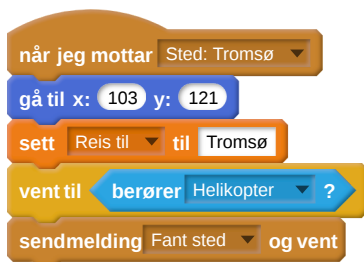 når jeg mottar Sted: Tromsø
gå til x: 103 y: 121
sett Reis til til Tromsø
vent til berører Helikopter ?
sendmelding Fant sted og vent